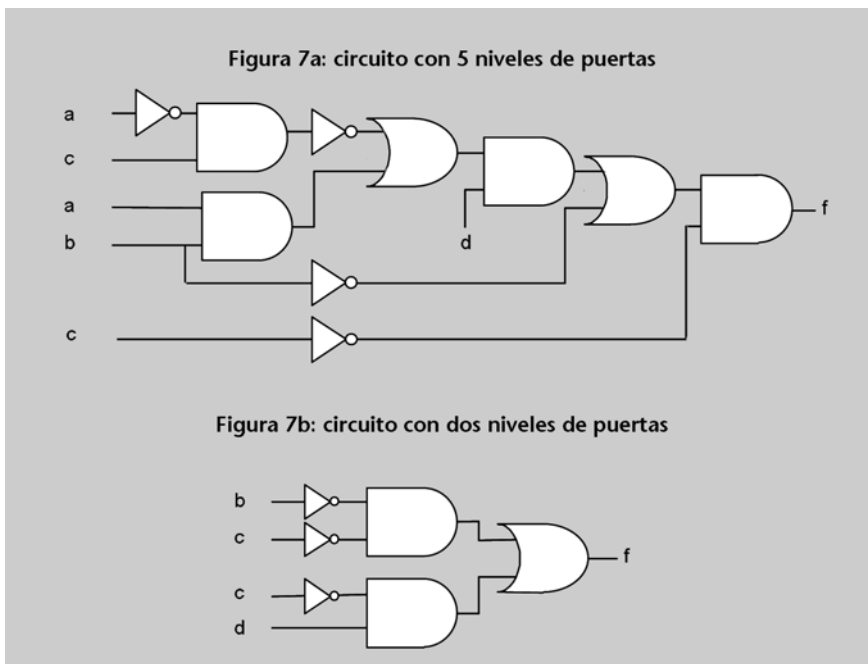 Figura 7a: circuito con 5 niveles de puertas
a
c
a
b
d
f
c
Figura 7b: circuito con dos niveles de puertas
b
c
f
c
d